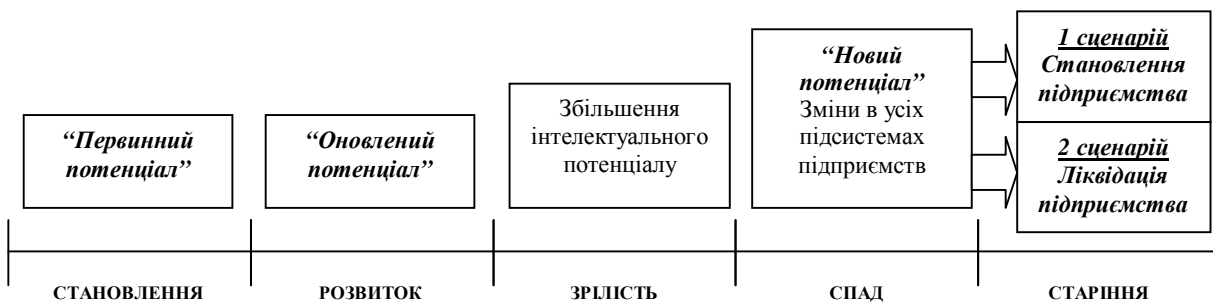 “Первинний
потенціал”
“Оновлений
потенціал”
Збільшення
інтелектуального
потенціалу
“Новий
потенціал”
Зміни в усіх
підсистемах
підприємств
1 сценарій
Становлення
підприємства
2 сценарій
Ліквідація
підприємства
СТАНОВЛЕННЯ
РОЗВИТОК
ЗРІЛІСТЬ
СПАД
СТАРІННЯ